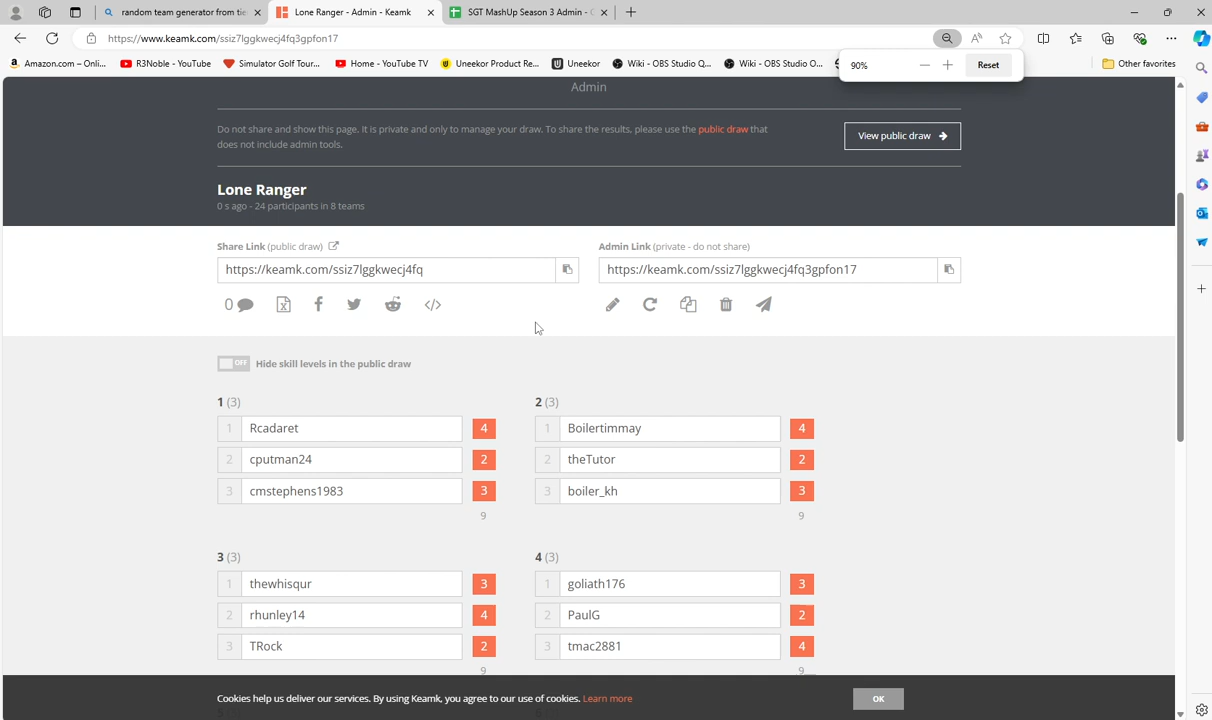 random team generator from tie
Lone Ranger - Admin - Keamk
SGT MashUp Season 3 Admin - G
https://www.keamk.com/ssiz7lggkwecj4fq3gpfon17
Amazon.com – Onli...
R3Noble - YouTube
Simulator Golf Tour...
Home - YouTube TV
Uneekor Product Re...
Uneekor
Wiki - OBS Studio Q...
Wiki - OBS Studio O...
Other favorites
90%
Reset
Admin
Do not share and show this page. It is private and only to manage your draw. To share the results, please use the public draw that
does not include admin tools.
View public draw
Lone Ranger
0 s ago - 24 participants in 8 teams
Share Link (public draw)
Admin Link (private - do not share)
https://keamk.com/ssiz7lggkwecj4fq
https://keamk.com/ssiz7lggkwecj4fq3gpfon17
0
OFF Hide skill levels in the public draw
1 (3)
1 Rcadaret 4
2 cputman24 2
3 cmstephens1983 3
9
2 (3)
1 Boilertimmay 4
2 theTutor 2
3 boiler_kh 3
9
3 (3)
1 thewhisqur 3
2 rhunley14 4
3 TRock 2
9
4 (3)
1 goliath176 3
2 PaulG 2
3 tmac2881 4
9
Cookies help us deliver our services. By using Keamk, you agree to our use of cookies. Learn more
OK